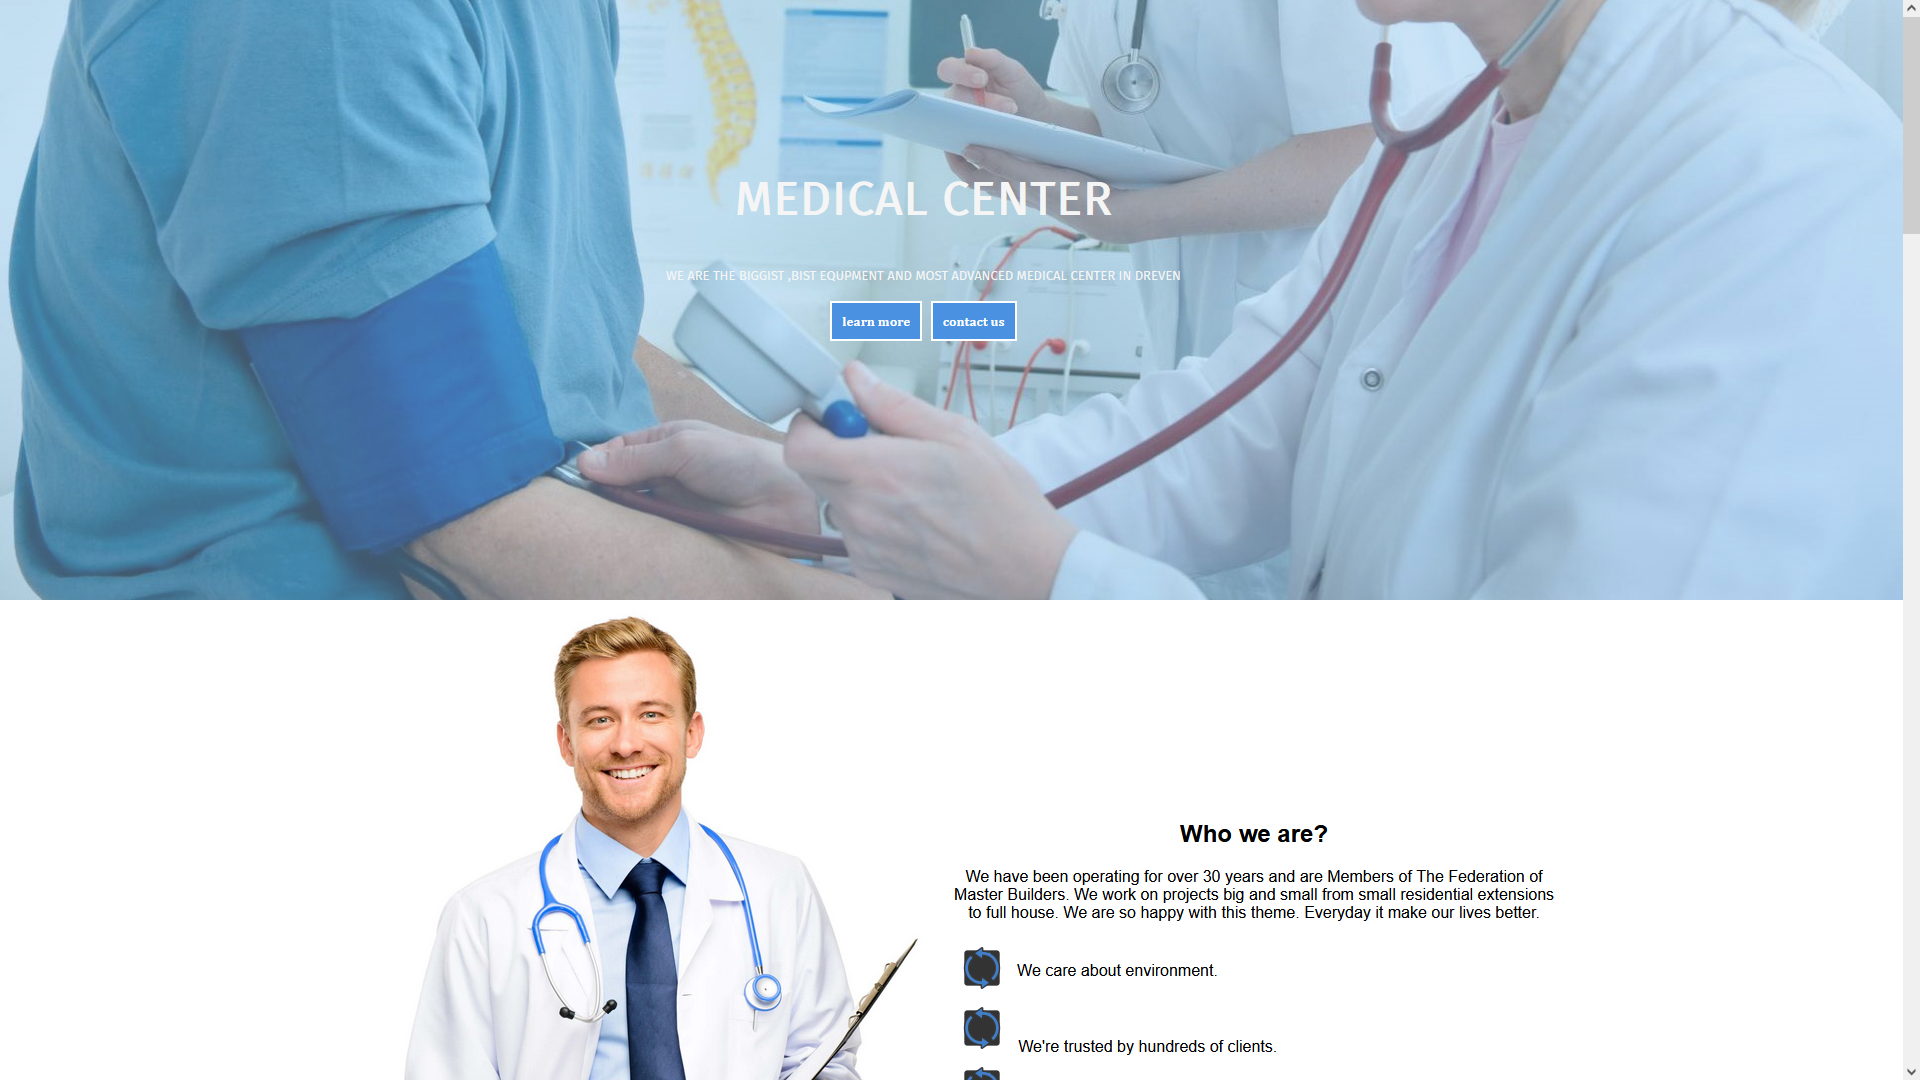 MEDICAL CENTER
WE ARE THE BIGGIST ,BIST EQUPMENT AND MOST ADVANCED MEDICAL CENTER IN DREVEN
learn more
contact us
Who we are?
We have been operating for over 30 years and are Members of The Federation of
Master Builders. We work on projects big and small from small residential extensions
to full house. We are so happy with this theme. Everyday it make our lives better.
We care about environment.
We're trusted by hundreds of clients.